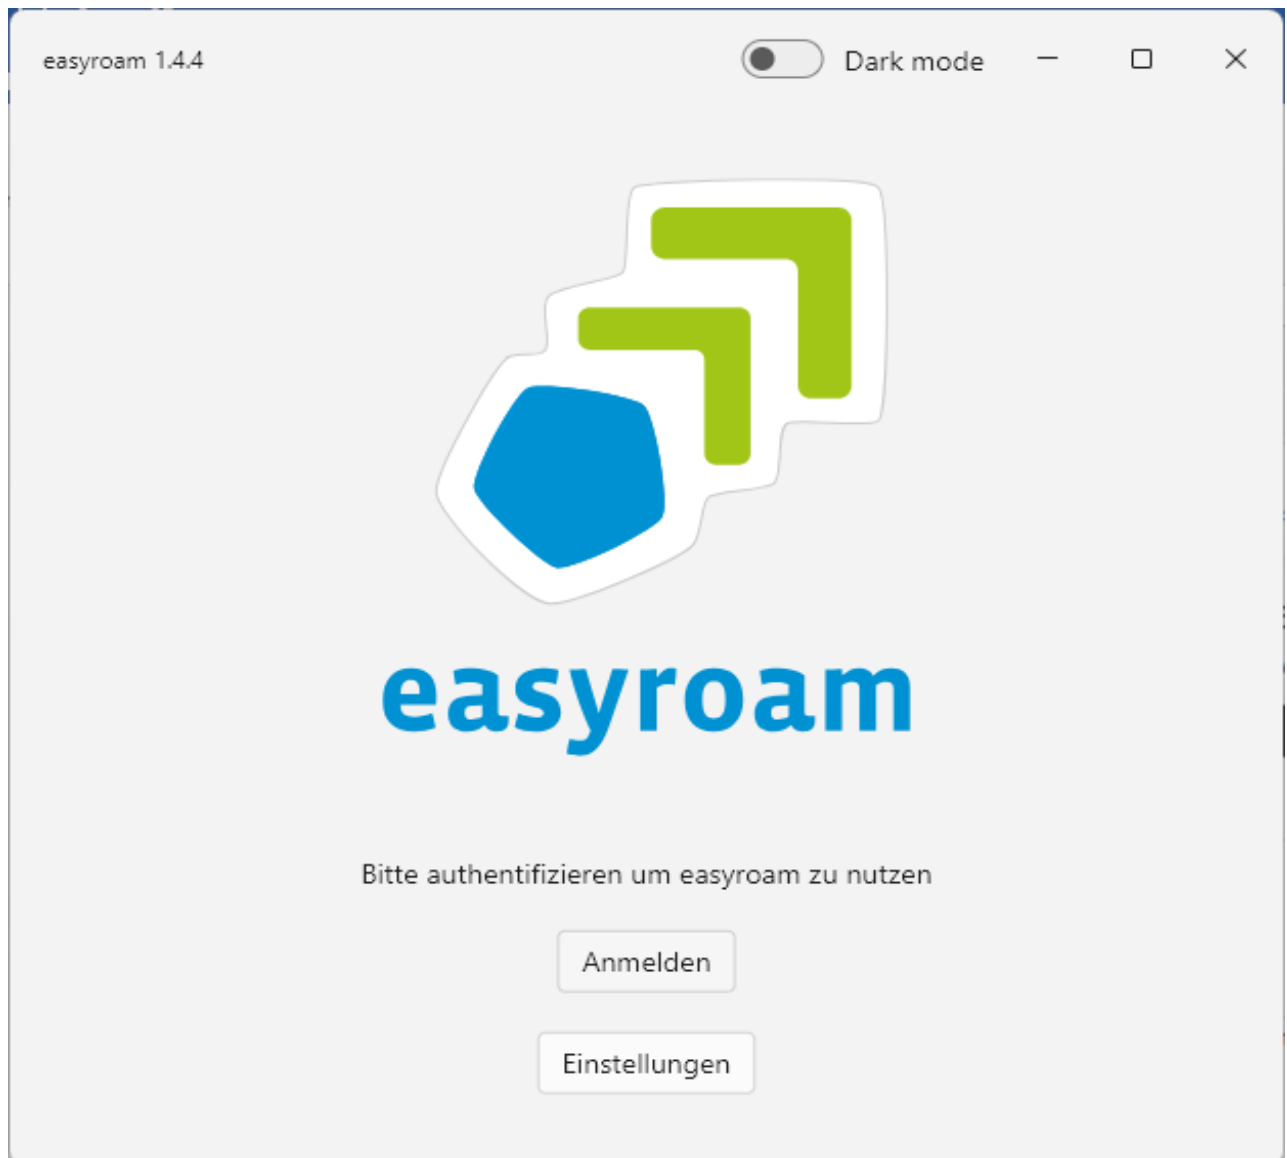 easyroam 1.4.4 Dark mode
easyroam
Bitte authentifizieren um easyroam zu nutzen
Anmelden
Einstellungen